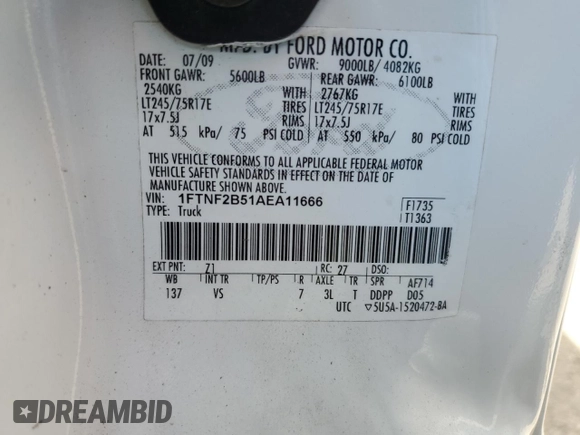 MFD. BY FORD MOTOR CO.
DATE: 07/09 GVWR: 9000LB/ 4082KG
FRONT GAWR: 5600LB REAR GAWR: 6100LB
2540KG WITH 2767KG WITH
LT245/75R17E TIRES LT245/75R17E TIRES
17x7.5J RIMS 17x7.5J RIMS
AT 515 kPa/ 75 PSI COLD AT 550 kPa/ 80 PSI COLD
THIS VEHICLE CONFORMS TO ALL APPLICABLE FEDERAL MOTOR
VEHICLE SAFETY STANDARDS IN EFFECT ON THE DATE OF
MANUFACTURE SHOWN ABOVE.
VIN: 1FTNF2B51AEA11666 F1735
TYPE: Truck T1363
EXT PNT: Z1 RC: 27 DSO:
WB INT TR TP/PS R AXLE TR SPR AF714
137 VS 7 3L T DDPP D05
UTC ▽5U5A-1520472-BA
DREAMBID